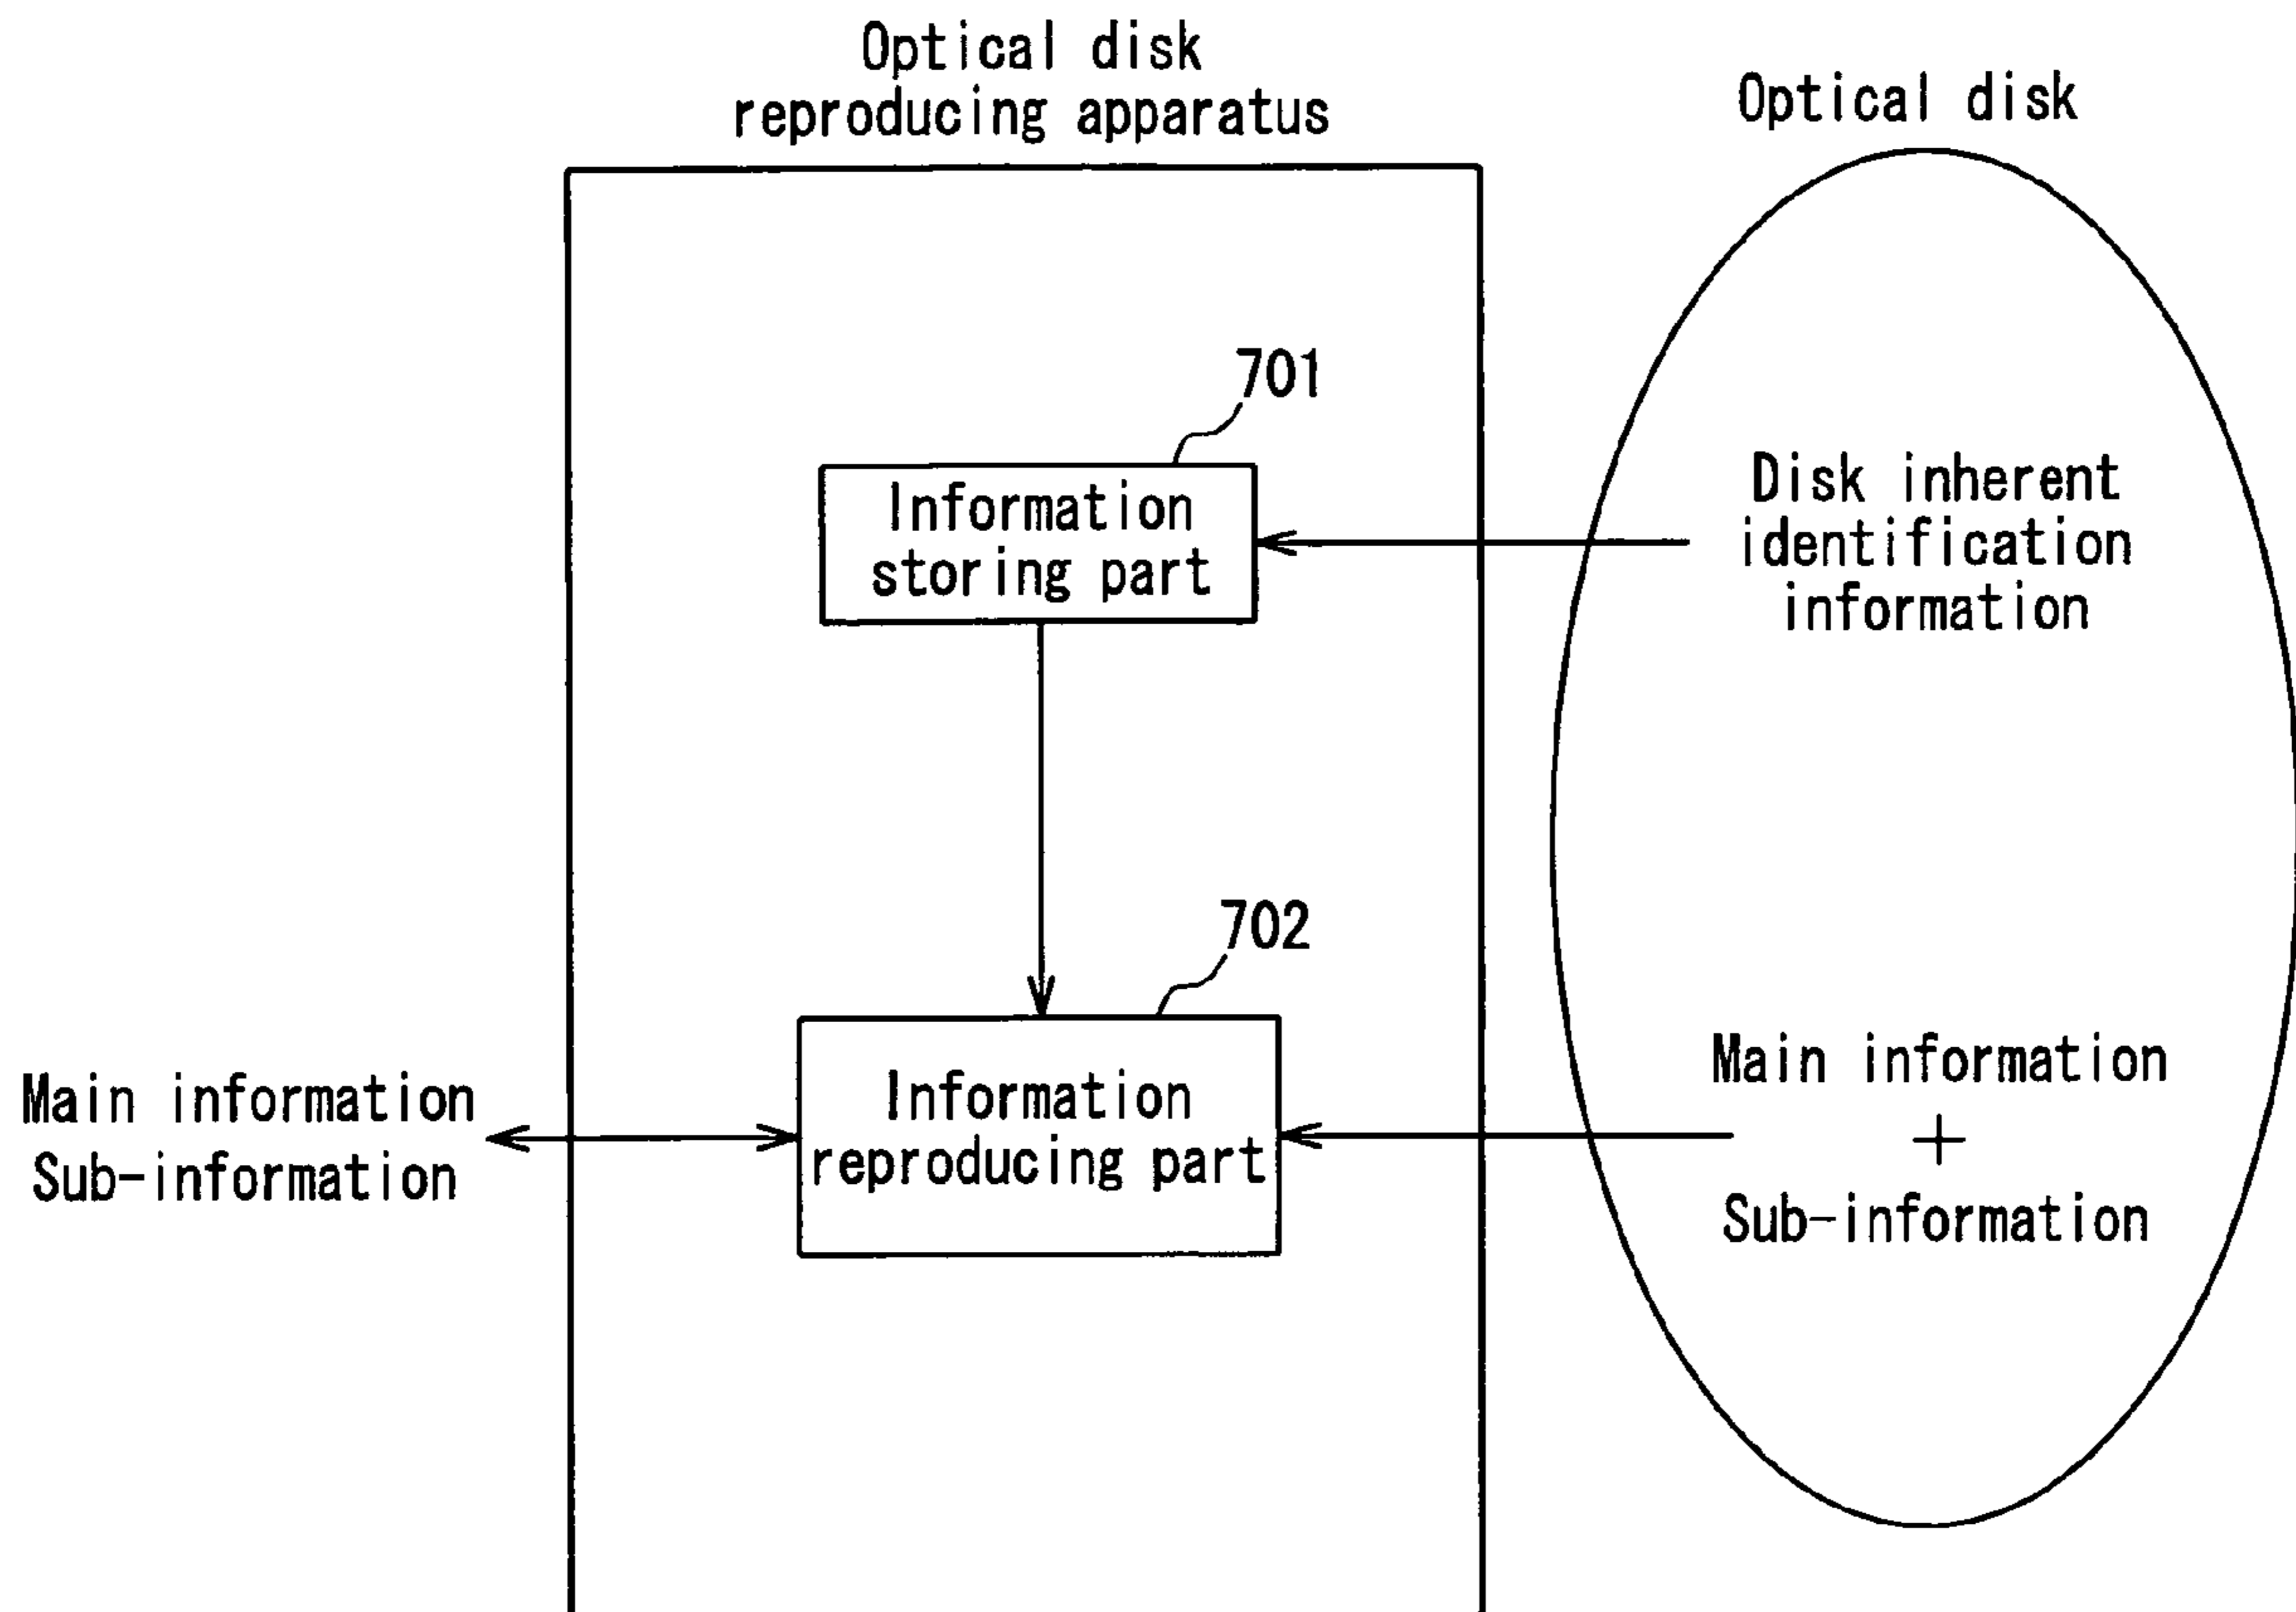 Optical disk
reproducing apparatus
Optical disk
701
Information
storing part
Disk inherent
identification
information
702
Information
reproducing part
Main information
Sub-information
Main information
+
Sub-information